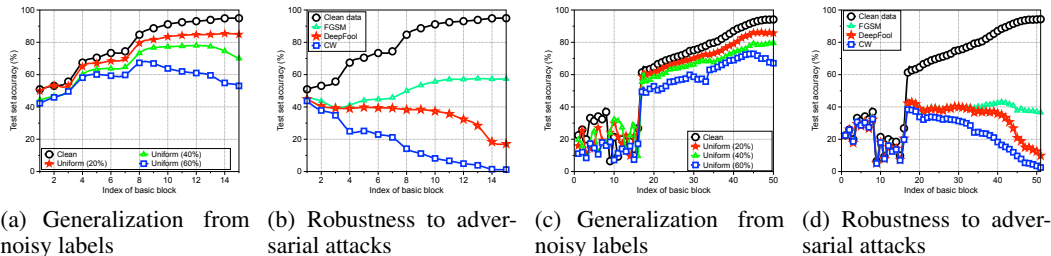 100
80
60
40
20
0
Test set accuracy (%)
Clean
Uniform (20%)
Uniform (40%)
Uniform (60%)
2 4 6 8 10 12 14
Index of basic block
100
80
60
40
20
0
Test set accuracy (%)
Clean data
FGSM
DeepFool
CW
2 4 6 8 10 12 14
Index of basic block
100
80
60
40
20
0
Test set accuracy (%)
Clean
Uniform (20%)
Uniform (40%)
Uniform (60%)
0 10 20 30 40 50
Index of basic block
100
80
60
40
20
0
Test set accuracy (%)
Clean data
FGSM
DeepFool
CW
0 10 20 30 40 50
Index of basic block
(a) Generalization from
noisy labels
(b) Robustness to adver-
sarial attacks
(c) Generalization from
noisy labels
(d) Robustness to adver-
sarial attacks